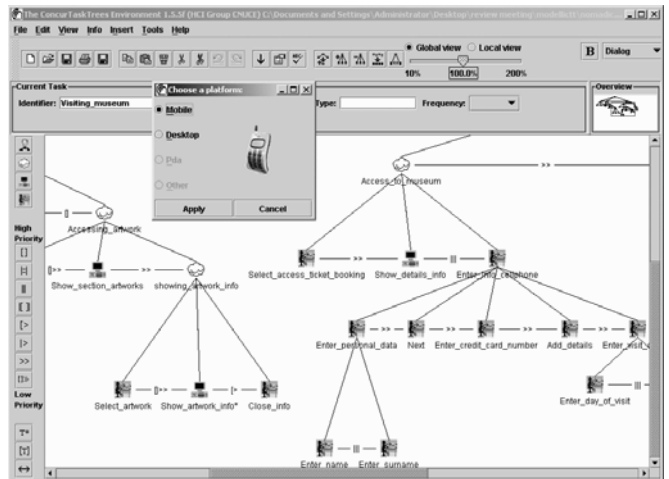 The ConcurTaskTrees Environment 1.5.5f (HCI Group CNUCE) C:\Documents and Settings\Administrator\Desktop\review meeting\
File Edit View Info Insert Tools Help
Global view Local view
B Dialog
10% 100.0% 200%
Current Task
Identifier: Visiting_museum
Type:
Frequency:
Overview
Choose a platform:
Mobile
Desktop
Pda
Other
Apply Cancel
High
Priority
[]
|=|
|||
|[]|
[>
|>
>>
[]>>
Low
Priority
T*
[T]
Access_to_museum
>>
[] Accessing_artwork
Select_access_ticket_booking >> Show_details_info ||| Enter_info_cellphone
[]>> Show_section_artworks >> showing_artwork_info
Enter_personal_data >> Next >> Enter_credit_card_number >> Add_details >> Enter_visit_
Select_artwork []>> Show_artwork_info* [> Close_info
Enter_day_of_visit |||
Enter_name ||| Enter_surname